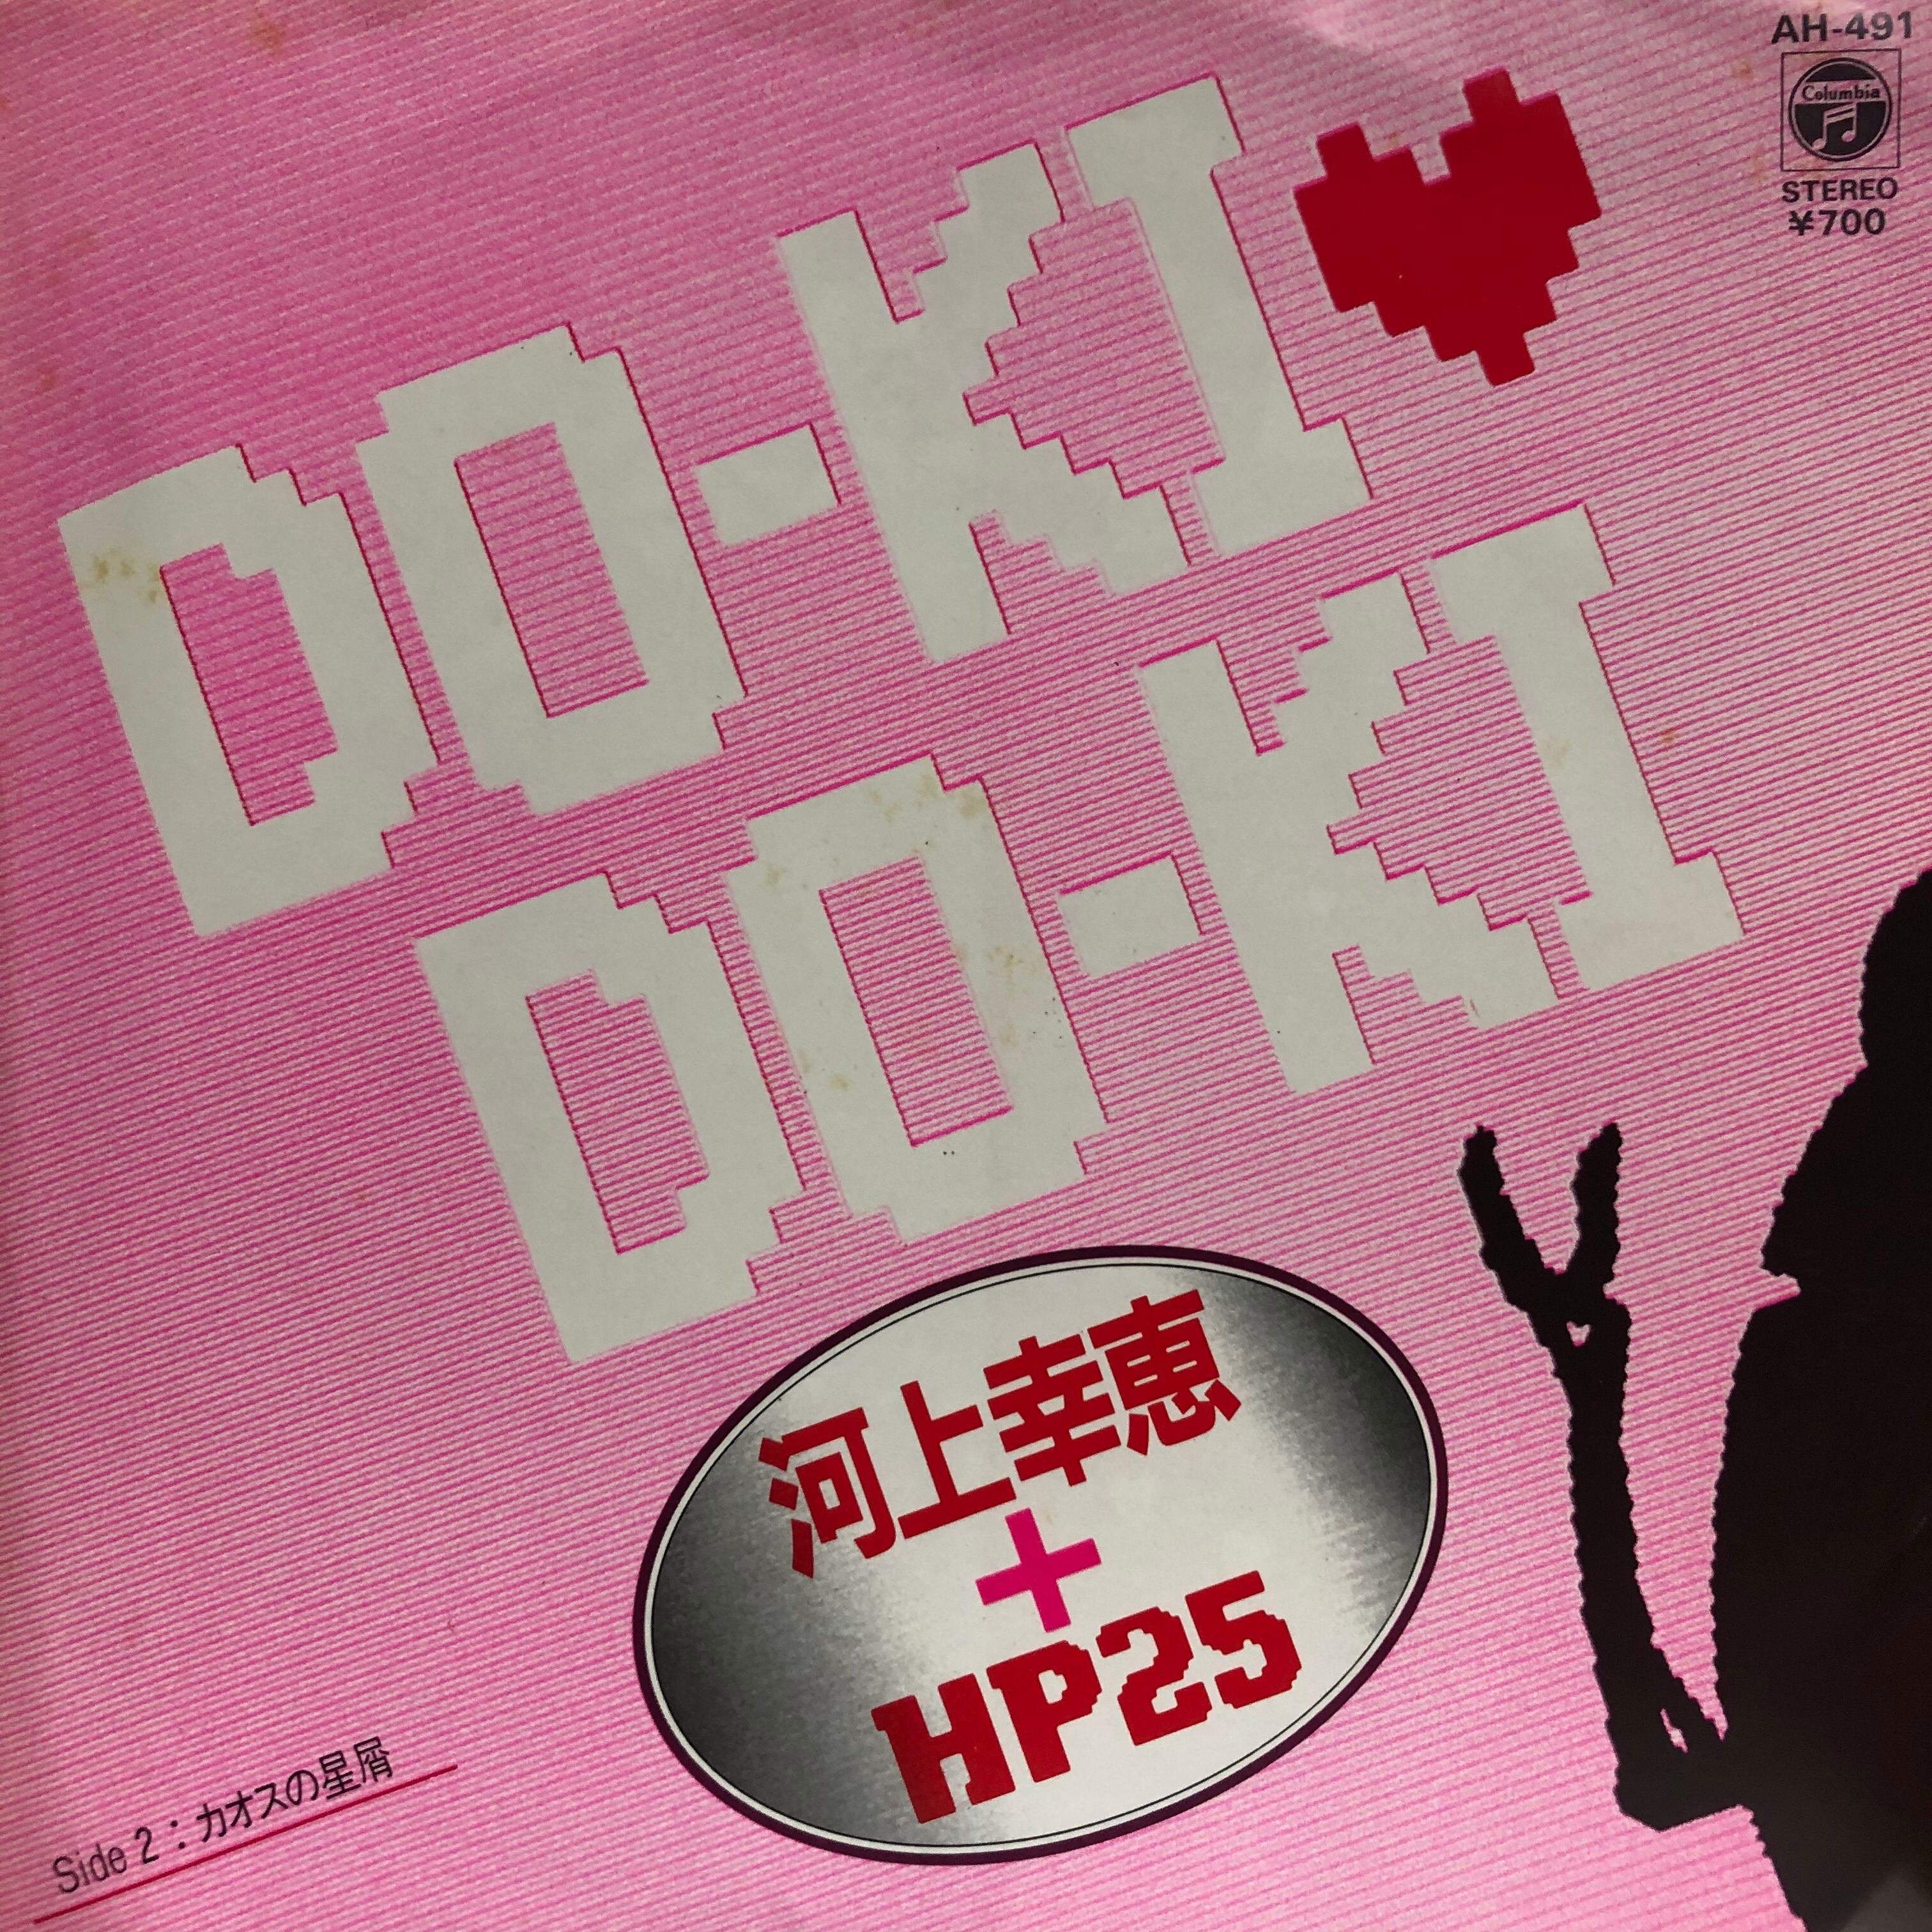 AH-491
Columbia
STEREO
¥700
DO-KI♥
DO-KI
河上幸恵
+
HP25
Side 2:カオスの星屑